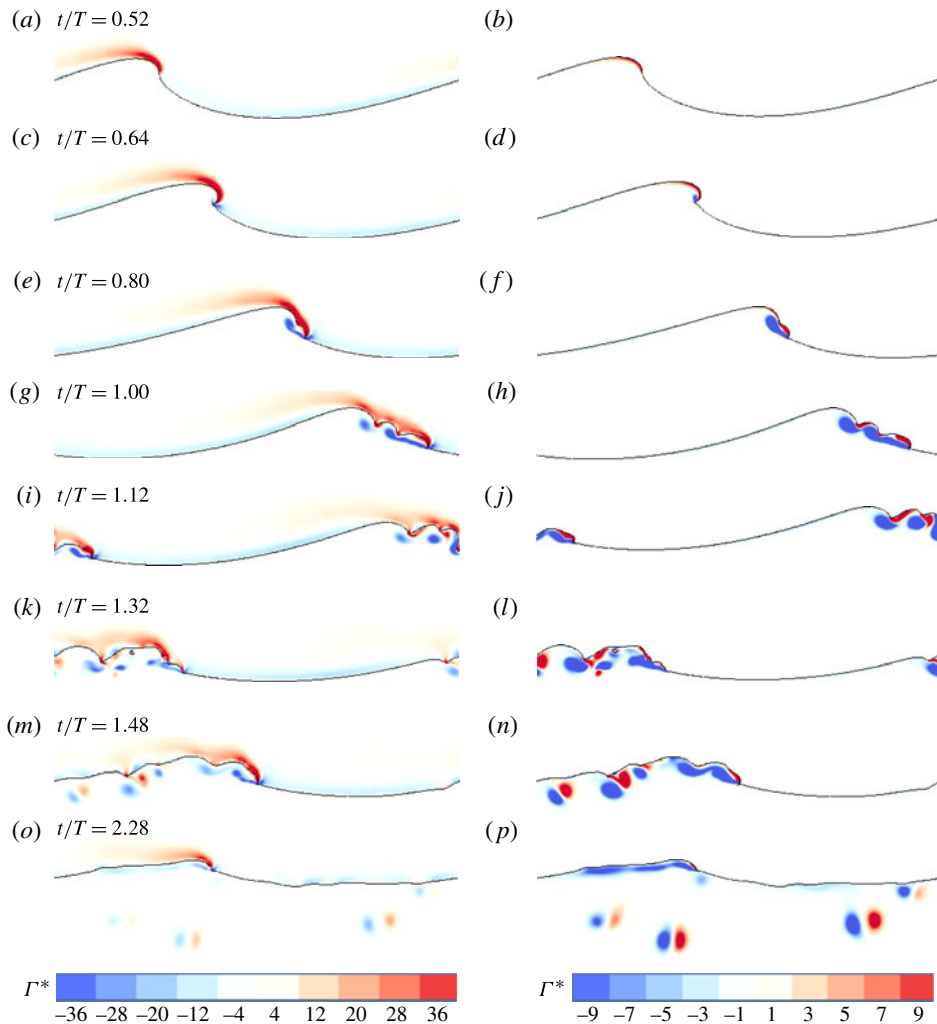 (a) t/T = 0.52 (b)
(c) t/T = 0.64 (d)
(e) t/T = 0.80 (f)
(g) t/T = 1.00 (h)
(i) t/T = 1.12 (j)
(k) t/T = 1.32 (l)
(m) t/T = 1.48 (n)
(o) t/T = 2.28 (p)
Γ* Γ*
–36 –28 –20 –12 –4 4 12 20 28 36 –9 –7 –5 –3 –1 1 3 5 7 9